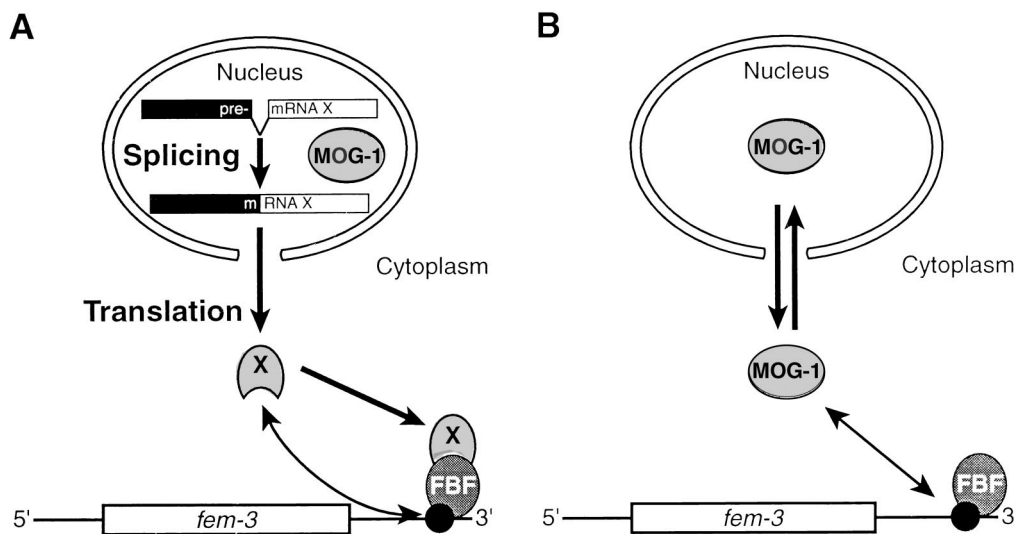 A
Nucleus
pre-mRNA X
Splicing
MOG-1
m RNA X
Cytoplasm
Translation
X
X
FBF
5' fem-3 3'
B
Nucleus
MOG-1
Cytoplasm
MOG-1
FBF
5' fem-3 3